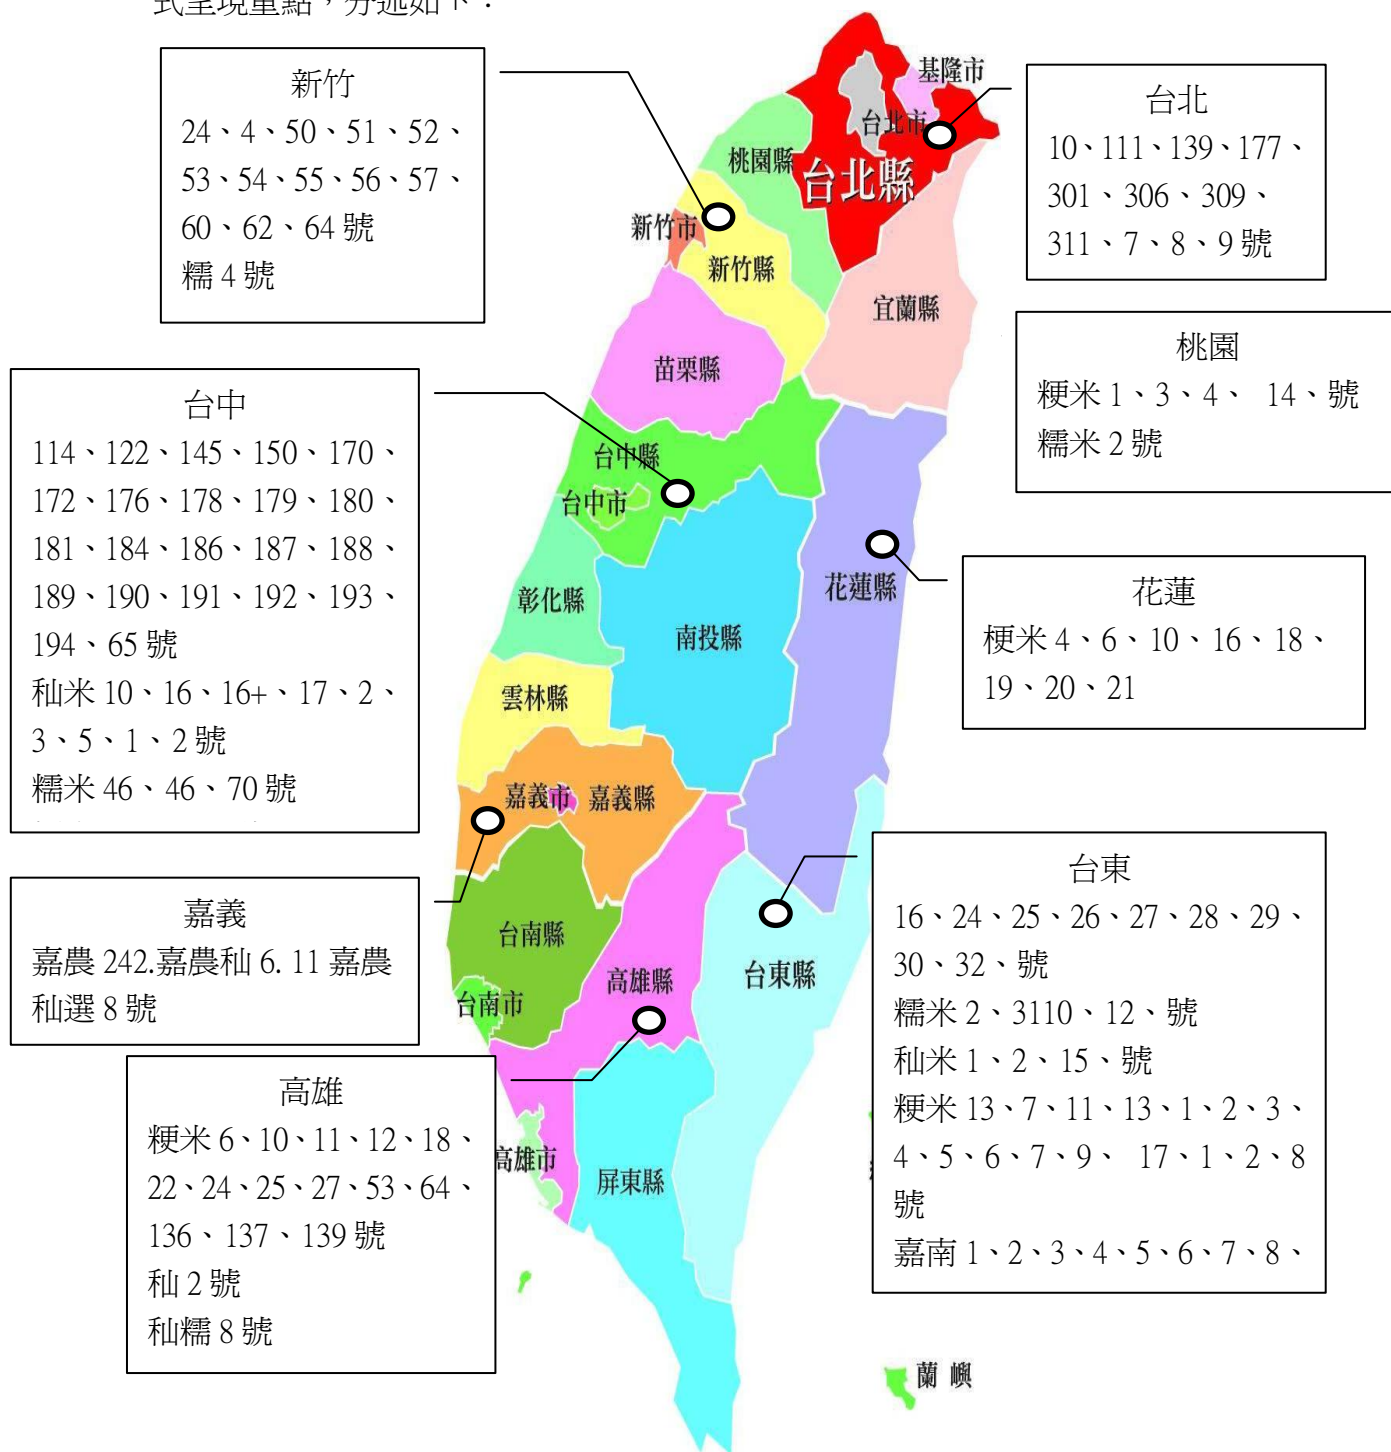 式呈現重點，分述如下：
新竹
24、4、50、51、52、
53、54、55、56、57、
60、62、64 號
糯 4 號
台北
10、111、139、177、
301、306、309、
311、7、8、9 號
桃園
粳米 1、3、4、 14、號
糯米 2 號
台中
114、122、145、150、170、
172、176、178、179、180、
181、184、186、187、188、
189、190、191、192、193、
194、65 號
秈米 10、16、16+、17、2、
3、5、1、2 號
糯米 46、46、70 號
花蓮
梗米 4、6、10、16、18、
19、20、21
嘉義
嘉農 242.嘉農秈 6. 11 嘉農
秈選 8 號
台東
16、24、25、26、27、28、29、
30、32、號
糯米 2、3110、12、號
秈米 1、2、15、號
粳米 13、7、11、13、1、2、3、
4、5、6、7、9、 17、1、2、8
號
嘉南 1、2、3、4、5、6、7、8、
高雄
粳米 6、10、11、12、18、
22、24、25、27、53、64、
136、137、139 號
秈 2 號
秈糯 8 號
基隆市
台北市
台北縣
桃園縣
新竹市
新竹縣
宜蘭縣
苗栗縣
台中縣
台中市
彰化縣
南投縣
花蓮縣
雲林縣
嘉義市
嘉義縣
台南縣
台南市
高雄縣
台東縣
高雄市
屏東縣
蘭 嶼